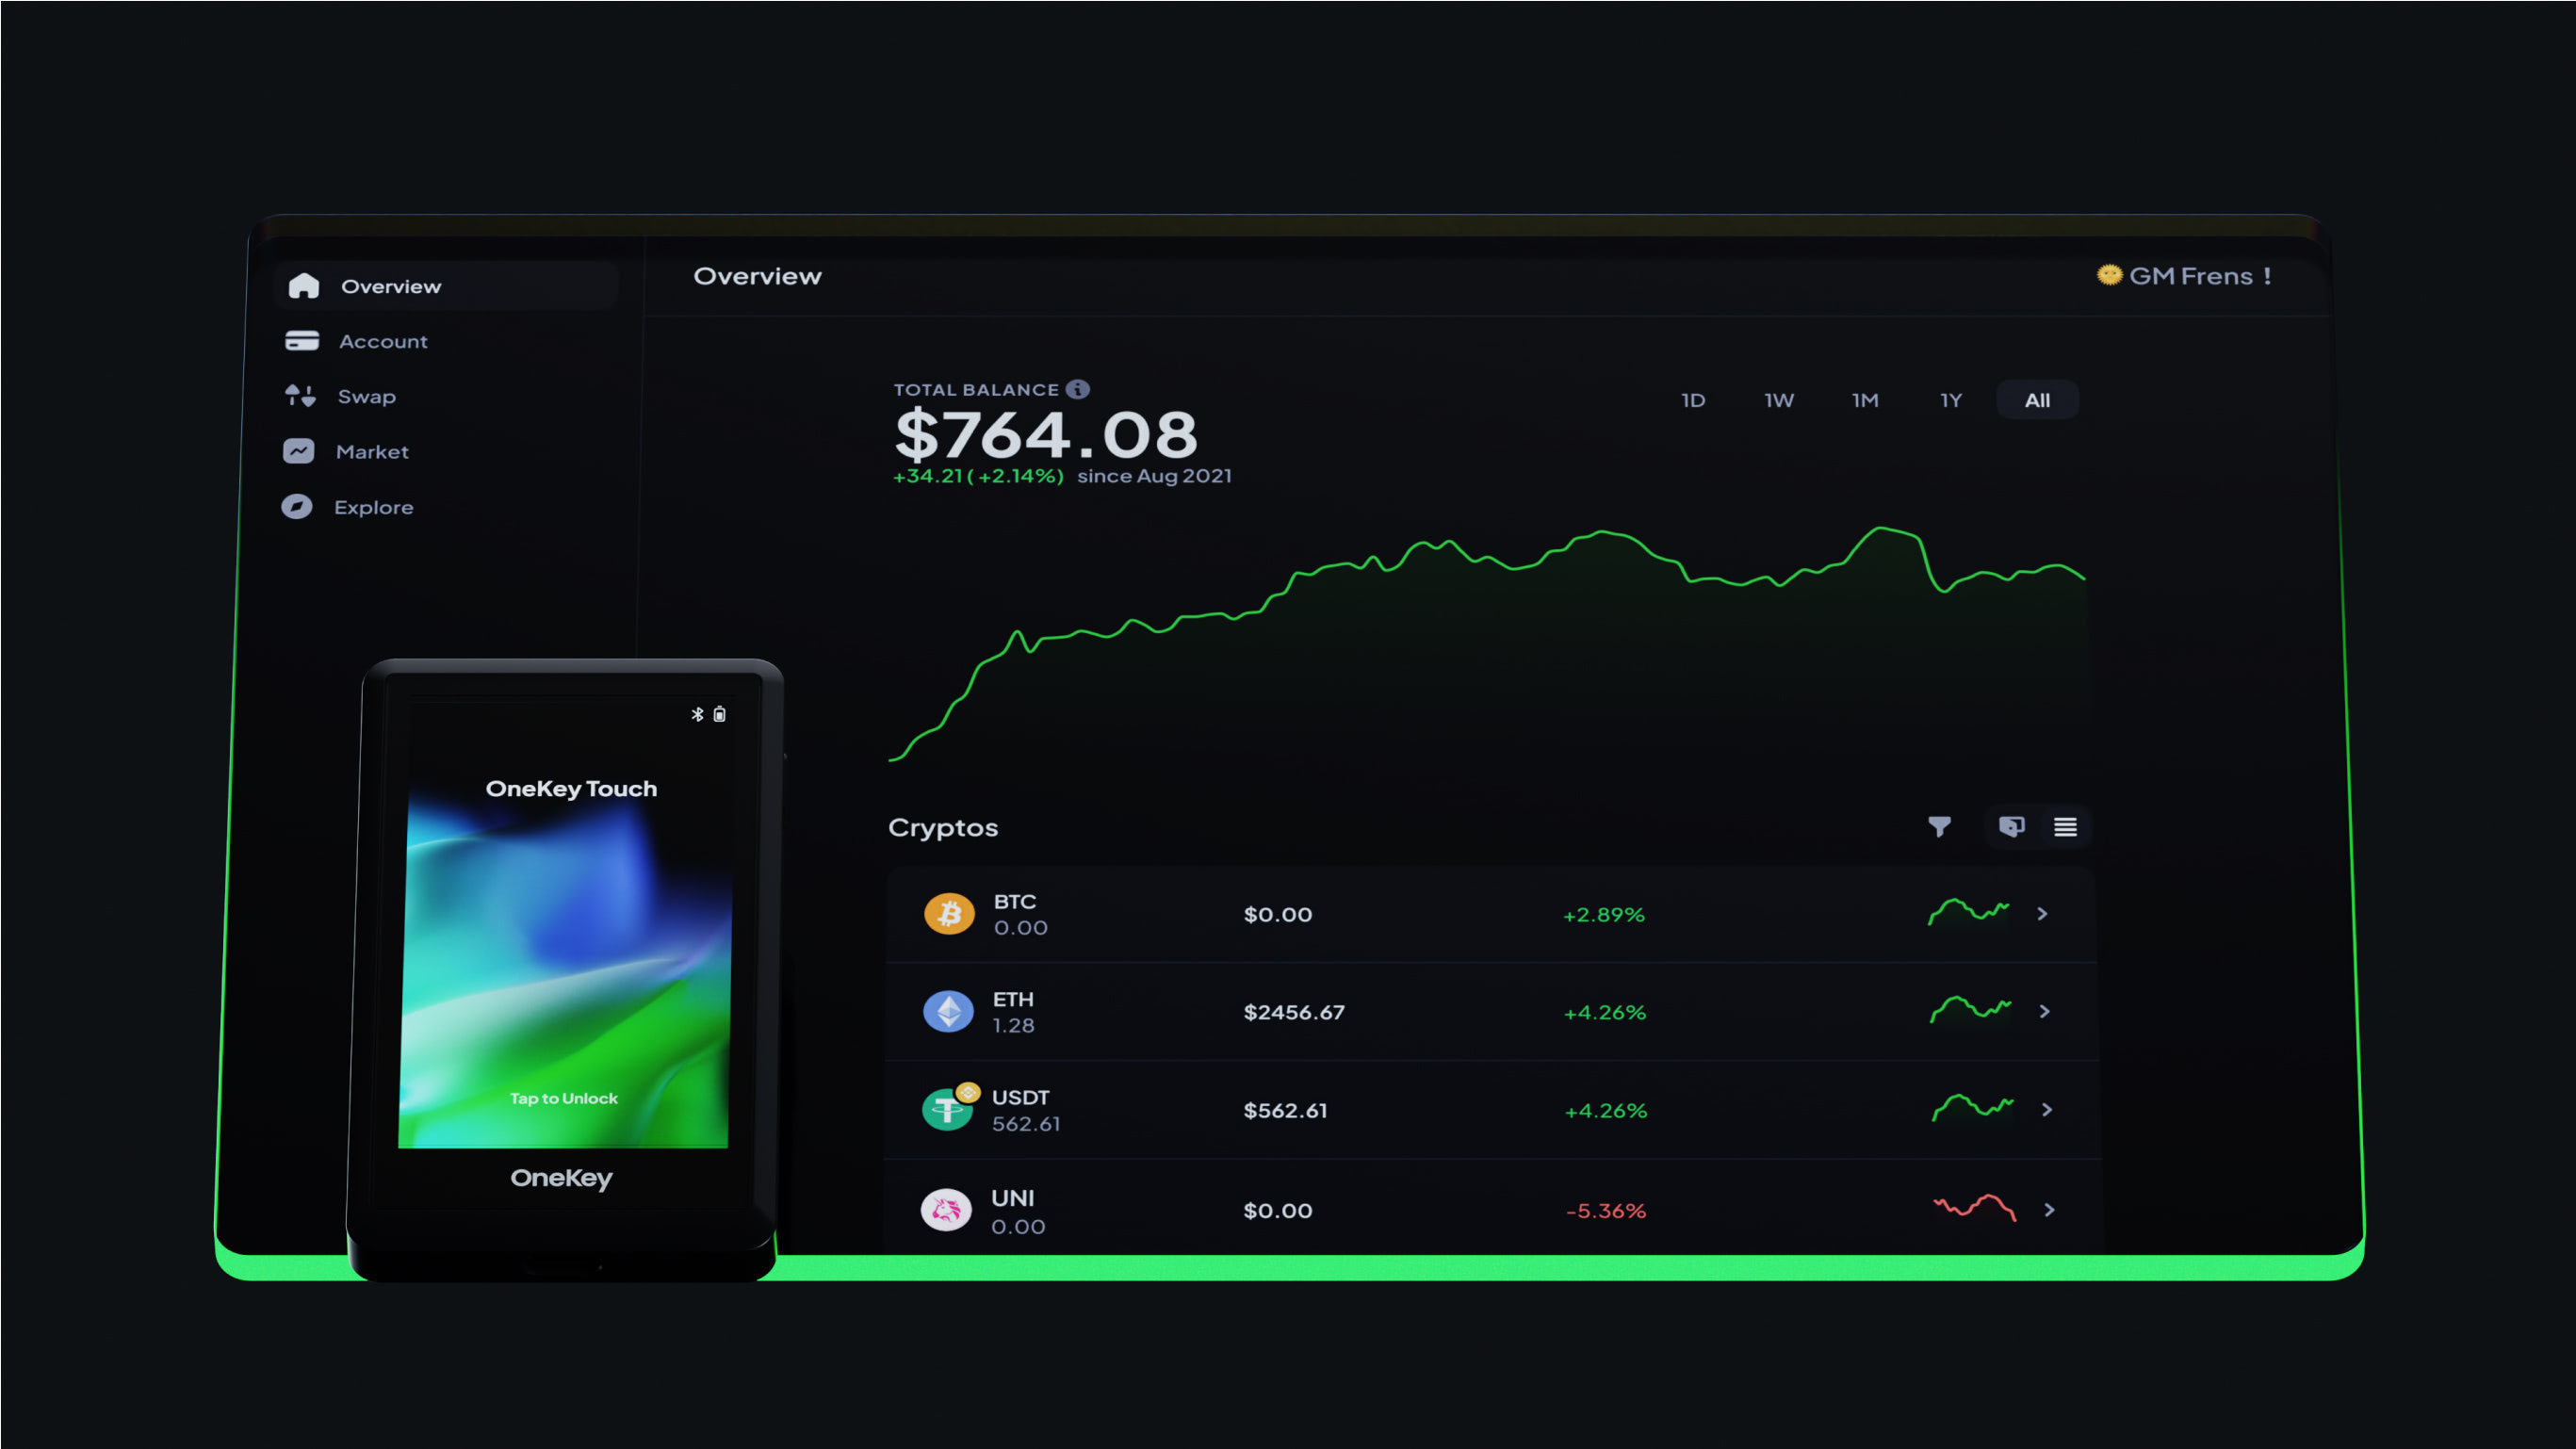 Overview
Account
Swap
Market
Explore
Overview
GM Frens !
TOTAL BALANCE
$764.08
+34.21 ( +2.14%) since Aug 2021
1D 1W 1M 1Y All
Cryptos
BTC
0.00
$0.00
+2.89%
ETH
1.28
$2456.67
+4.26%
USDT
562.61
$562.61
+4.26%
UNI
0.00
$0.00
-5.36%
OneKey Touch
Tap to Unlock
OneKey